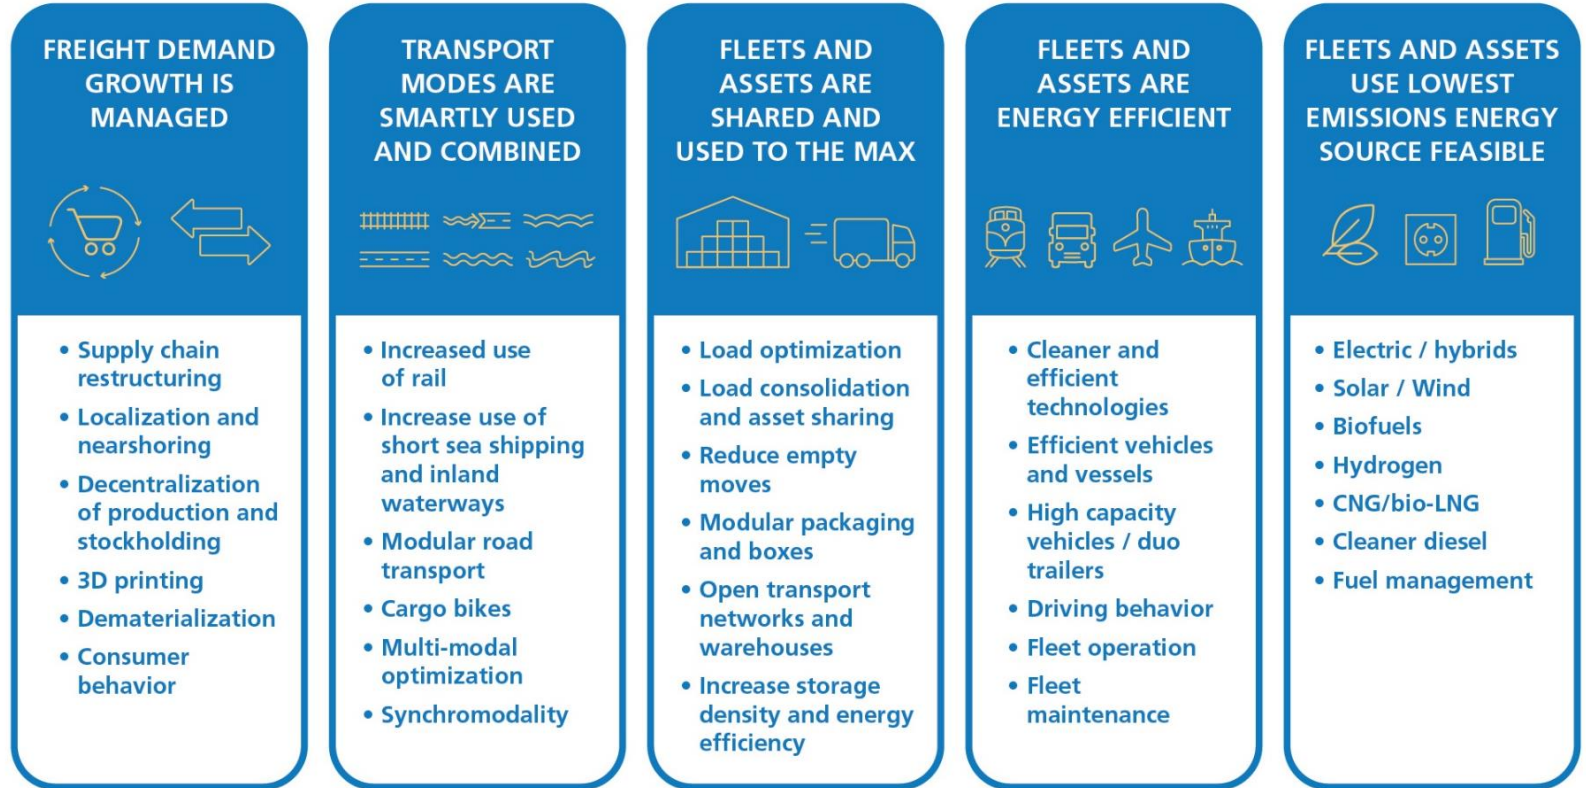 FREIGHT DEMAND
GROWTH IS
MANAGED
• Supply chain
restructuring
• Localization and
nearshoring
• Decentralization
of production and
stockholding
• 3D printing
• Dematerialization
• Consumer
behavior
TRANSPORT
MODES ARE
SMARTLY USED
AND COMBINED
• Increased use
of rail
• Increase use of
short sea shipping
and inland
waterways
• Modular road
transport
• Cargo bikes
• Multi-modal
optimization
• Synchromodality
FLEETS AND
ASSETS ARE
SHARED AND
USED TO THE MAX
• Load optimization
• Load consolidation
and asset sharing
• Reduce empty
moves
• Modular packaging
and boxes
• Open transport
networks and
warehouses
• Increase storage
density and energy
efficiency
FLEETS AND
ASSETS ARE
ENERGY EFFICIENT
• Cleaner and
efficient
technologies
• Efficient vehicles
and vessels
• High capacity
vehicles / duo
trailers
• Driving behavior
• Fleet operation
• Fleet
maintenance
FLEETS AND ASSETS
USE LOWEST
EMISSIONS ENERGY
SOURCE FEASIBLE
• Electric / hybrids
• Solar / Wind
• Biofuels
• Hydrogen
• CNG/bio-LNG
• Cleaner diesel
• Fuel management